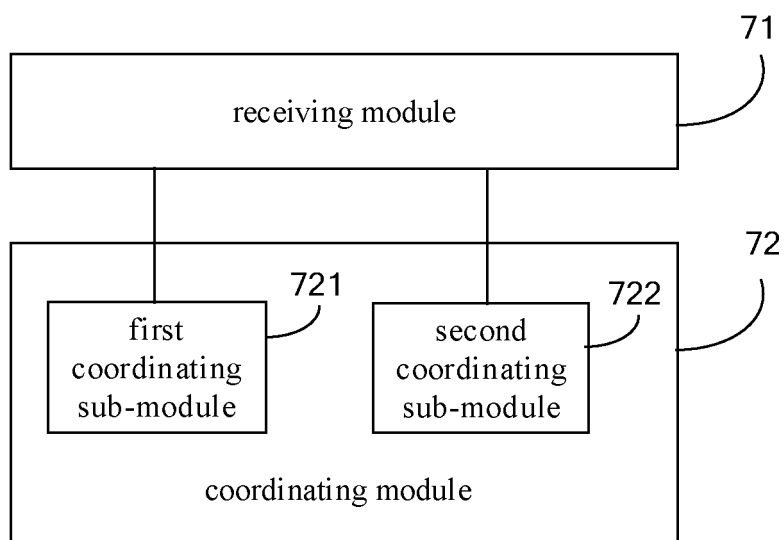 71
receiving module
72
721
722
first
coordinating
sub-module
second
coordinating
sub-module
coordinating module